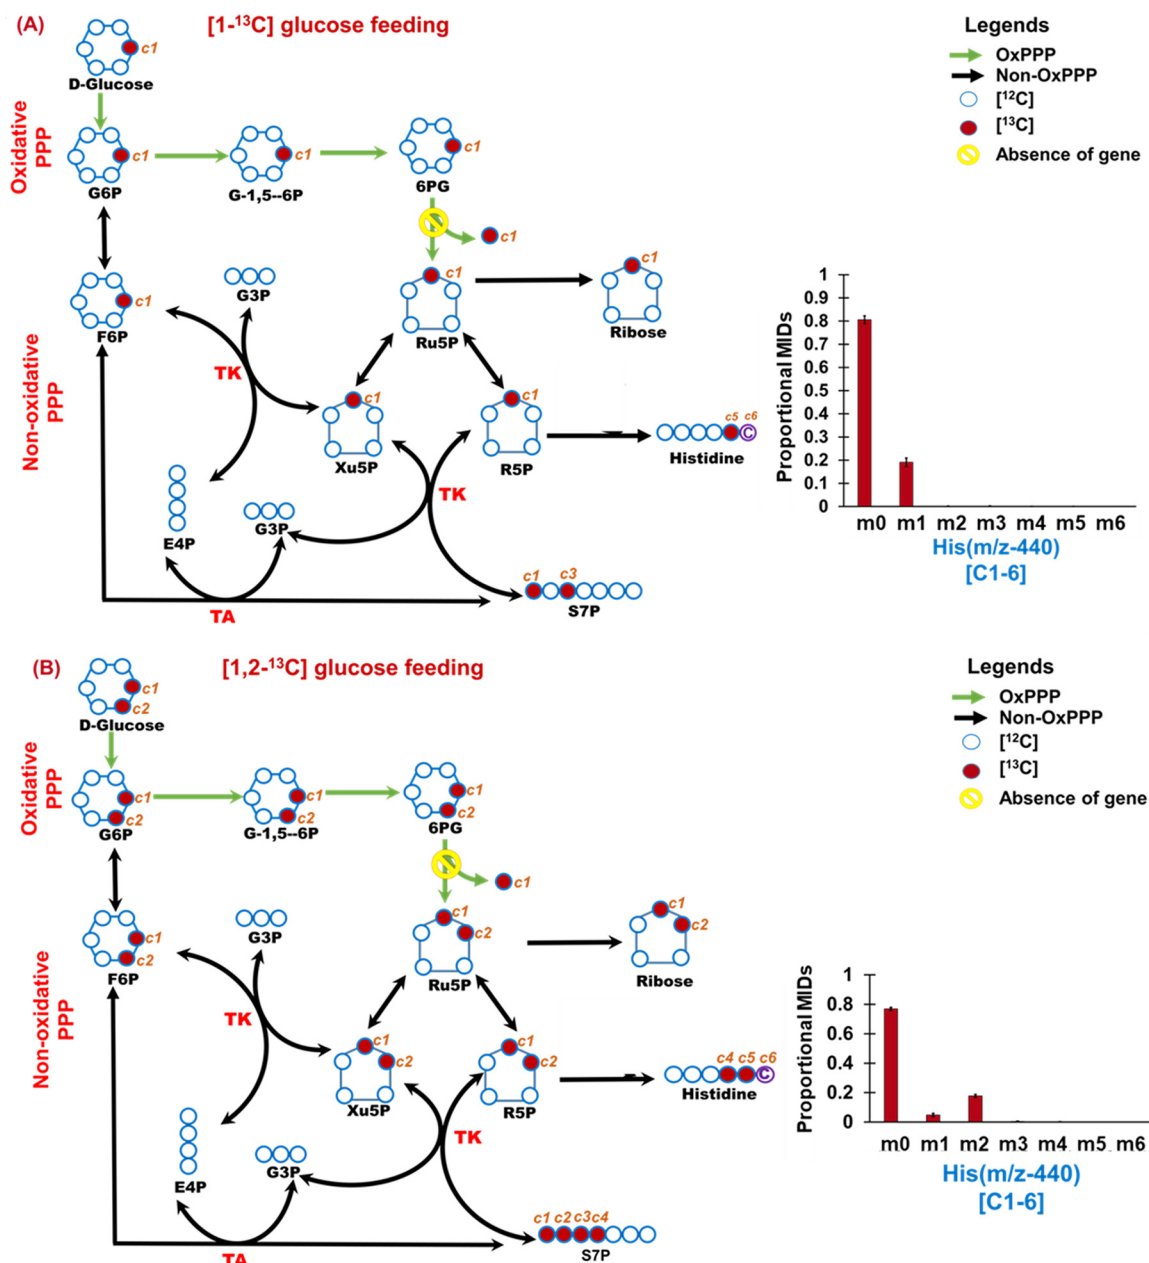 (A)
[1-13C] glucose feeding
Legends
OxPPP
Non-OxPPP
[12C]
[13C]
Absence of gene
c1
D-Glucose
Oxidative
PPP
c1
G6P
c1
G-1,5--6P
c1
6PG
c1
c1
F6P
G3P
c1
Ru5P
c1
Ribose
Non-oxidative
PPP
TK
c1
Xu5P
c1
R5P
c5 c6
C
Histidine
TK
E4P
G3P
TA
c1 c3
S7P
Proportional MIDs
1
0.9
0.8
0.7
0.6
0.5
0.4
0.3
0.2
0.1
0
m0 m1 m2 m3 m4 m5 m6
His(m/z-440)
[C1-6]
(B)
[1,2-13C] glucose feeding
Legends
OxPPP
Non-OxPPP
[12C]
[13C]
Absence of gene
c1
c2
D-Glucose
Oxidative
PPP
c1
c2
G6P
c1
c2
G-1,5--6P
c1
c2
6PG
c1
c1
c2
F6P
G3P
c1
c2
Ru5P
c1
c2
Ribose
Non-oxidative
PPP
TK
c1
c2
Xu5P
c1
c2
R5P
c4 c5 c6
C
Histidine
TK
E4P
G3P
TA
c1 c2 c3 c4
S7P
Proportional MIDs
1
0.8
0.6
0.4
0.2
0
m0 m1 m2 m3 m4 m5 m6
His(m/z-440)
[C1-6]